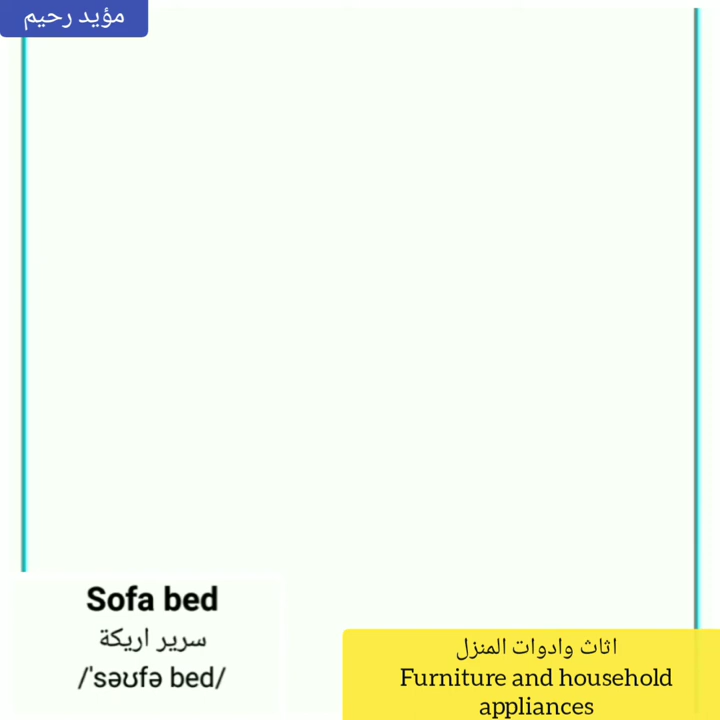 مؤيد رحيم
Sofa bed
سرير اريكة
/ˈsəʊfə bed/
اثاث وادوات المنزل
Furniture and household
appliances